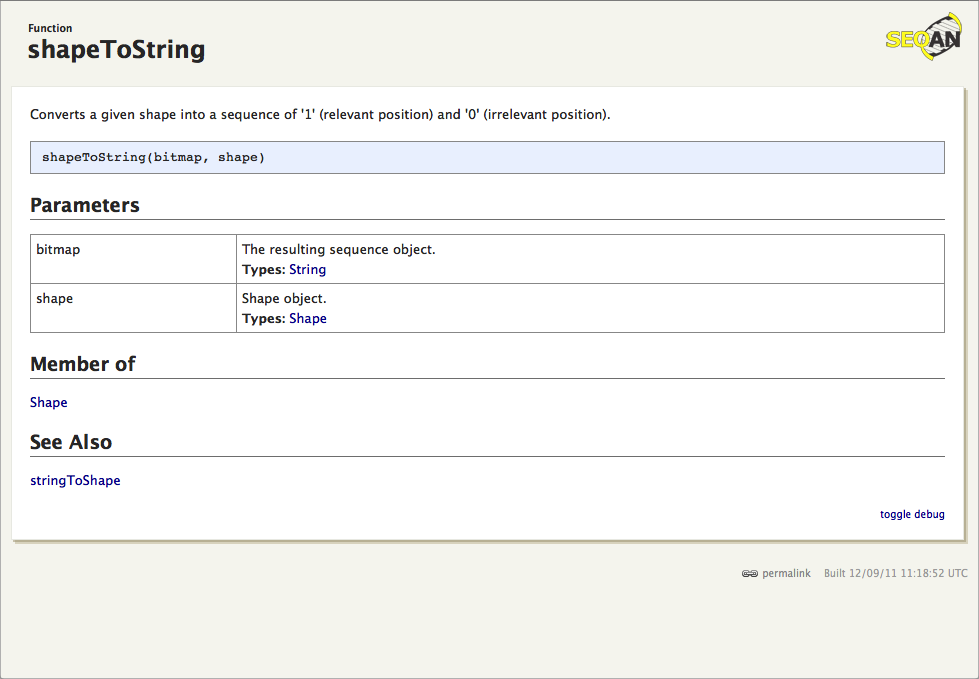 Function
shapeToString
SEQAN
Converts a given shape into a sequence of '1' (relevant position) and '0' (irrelevant position).
shapeToString(bitmap, shape)
Parameters
bitmap
The resulting sequence object.
Types: String
shape
Shape object.
Types: Shape
Member of
Shape
See Also
stringToShape
toggle debug
permalink Built 12/09/11 11:18:52 UTC